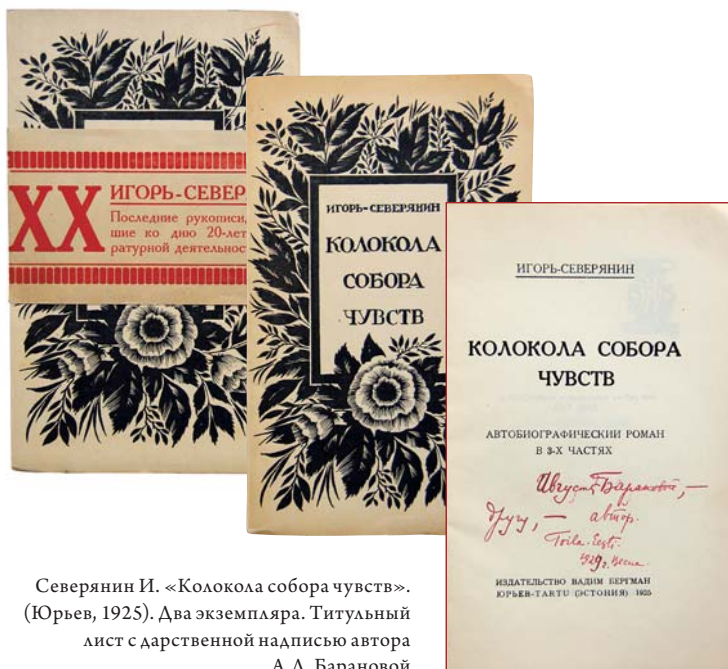 XX
ИГОРЬ-СЕВЕР
Последние рукописи,
шие ко дню 20-лет
ратурной деятельнос
ИГОРЬ-СЕВЕРЯНИН
КОЛОКОЛА
СОБОРА
ЧУВСТВ
ИГОРЬ-СЕВЕРЯНИН
КОЛОКОЛА СОБОРА
ЧУВСТВ
АВТОБИОГРАФИЧЕСКИЙ РОМАН
В 3-Х ЧАСТЯХ
Августе Барановой, —
другу, — автор.
Toila. Eesti.
1929 г. Весна.
ИЗДАТЕЛЬСТВО ВАДИМ БЕРГМАН
ЮРЬЕВ-TARTU (ЭСТОНИЯ) 1925
Северянин И. «Колокола собора чувств».
(Юрьев, 1925). Два экземпляра. Титульный
лист с дарственной надписью автора
А.Д. Барановой